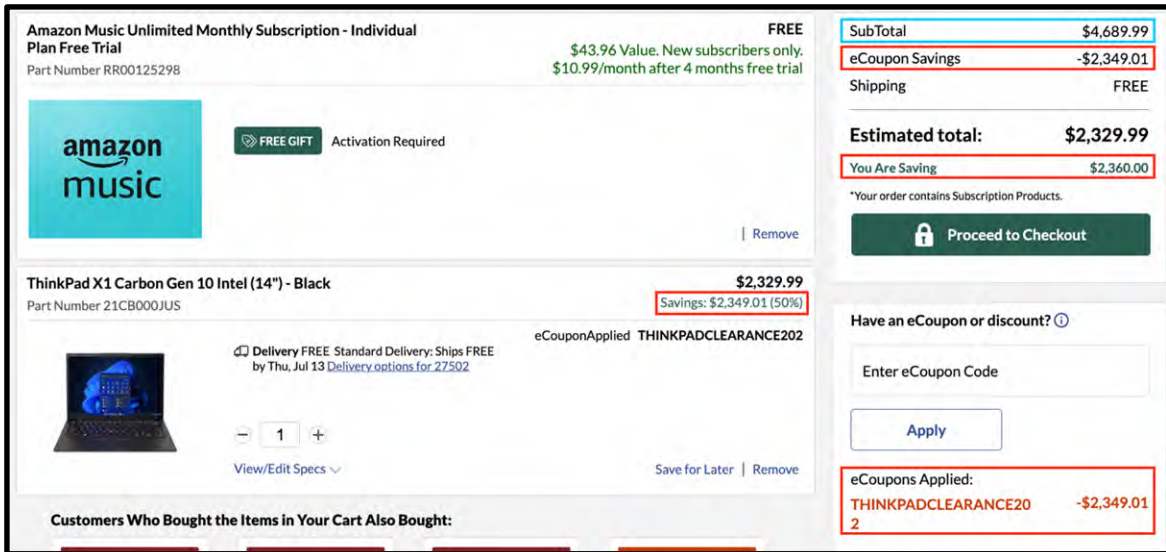 Amazon Music Unlimited Monthly Subscription - Individual
Plan Free Trial
Part Number RR00125298
FREE
$43.96 Value. New subscribers only.
$10.99/month after 4 months free trial
amazon
music
FREE GIFT Activation Required
| Remove
ThinkPad X1 Carbon Gen 10 Intel (14") - Black
Part Number 21CB000JUS
$2,329.99
Savings: $2,349.01 (50%)
eCouponApplied THINKPADCLEARANCE202
Delivery FREE Standard Delivery: Ships FREE
by Thu, Jul 13 Delivery options for 27502
− 1 +
View/Edit Specs
Save for Later | Remove
Customers Who Bought the Items in Your Cart Also Bought:
SubTotal $4,689.99
eCoupon Savings -$2,349.01
Shipping FREE
Estimated total: $2,329.99
You Are Saving $2,360.00
*Your order contains Subscription Products.
Proceed to Checkout
Have an eCoupon or discount?
Enter eCoupon Code
Apply
eCoupons Applied:
THINKPADCLEARANCE20 -$2,349.01
2